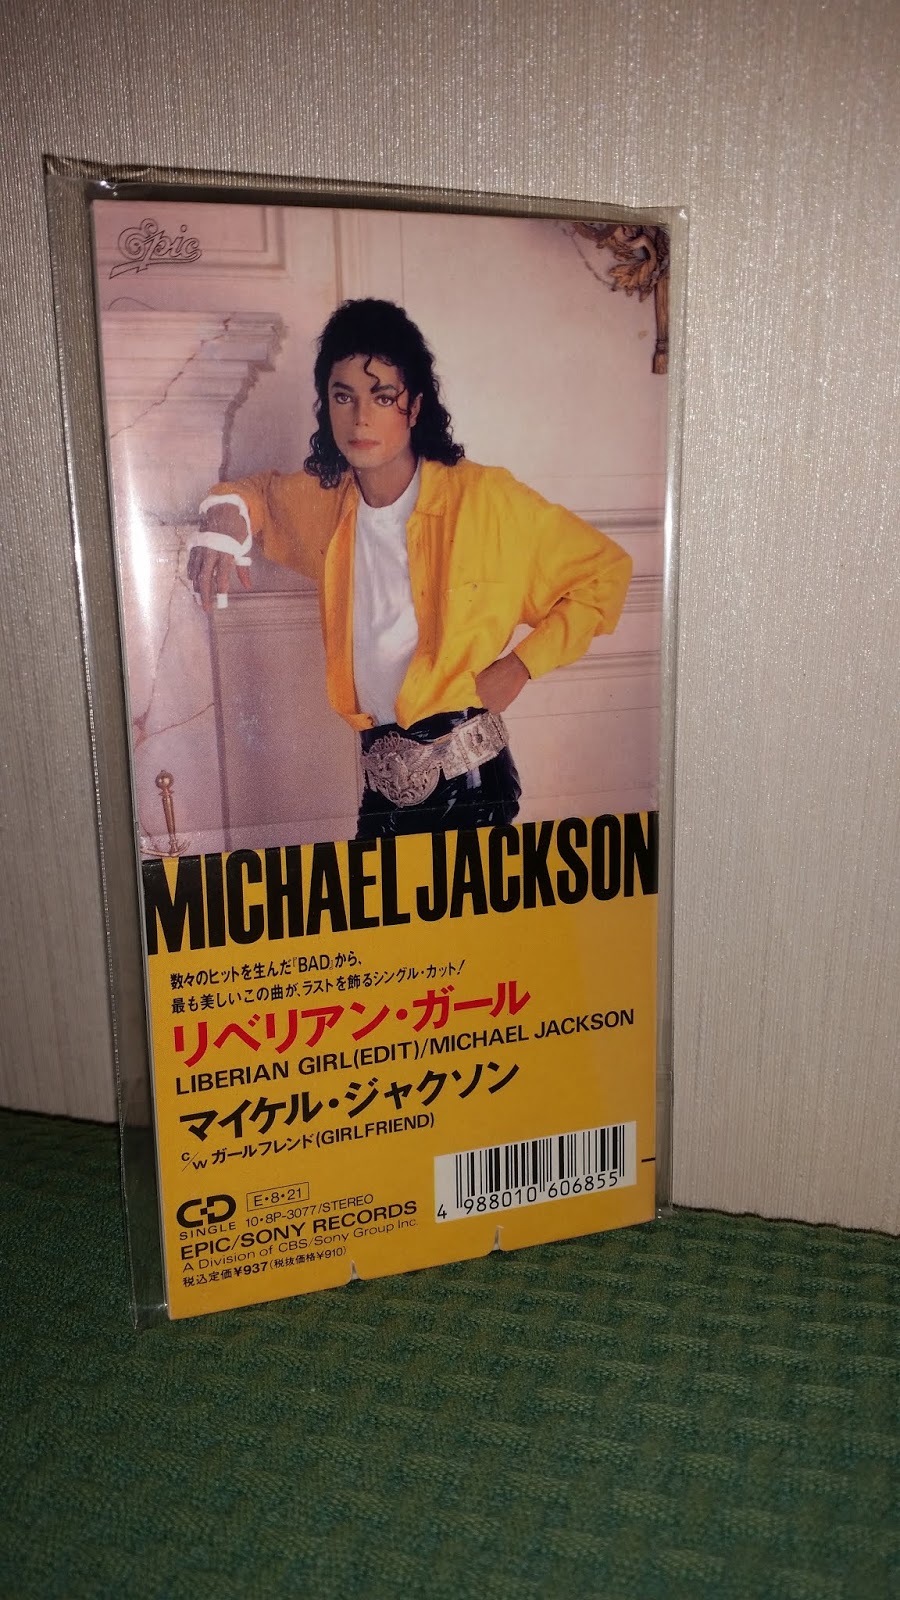 Epic
MICHAEL JACKSON
数々のヒットを生んだ『BAD』から、
最も美しいこの曲が、ラストを飾るシングル・カット!
リベリアン・ガール
LIBERIAN GIRL(EDIT)/MICHAEL JACKSON
マイケル・ジャクソン
c/w ガールフレンド(GIRLFRIEND)
CD
SINGLE
E・8・21
10・8P-3077/STEREO
EPIC/SONY RECORDS
A Division of CBS/Sony Group Inc.
税込定価¥937(税抜価格¥910)
4 988010 606855